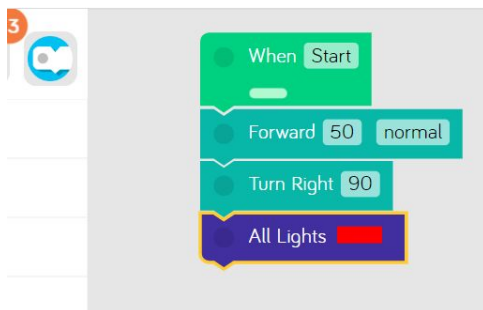 3
When Start
Forward 50 normal
Turn Right 90
All Lights